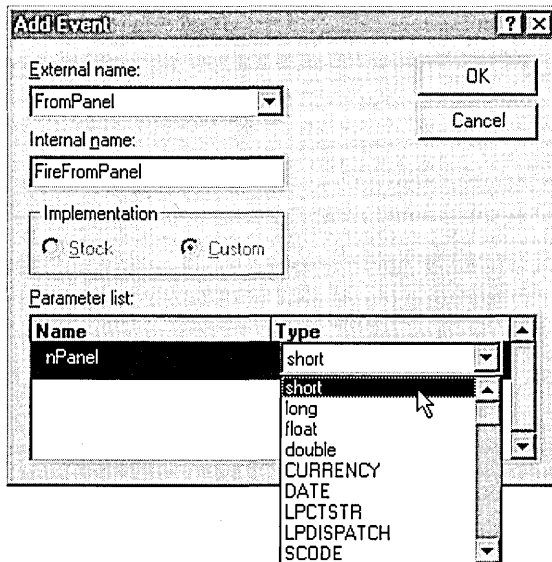 Add Event
External name:
OK
FromPanel
Cancel
Internal name:
FireFromPanel
Implementation
Stock Custom
Parameter list:
Name Type
nPanel short
short
long
float
double
CURRENCY
DATE
LPCTSTR
LPDISPATCH
SCODE